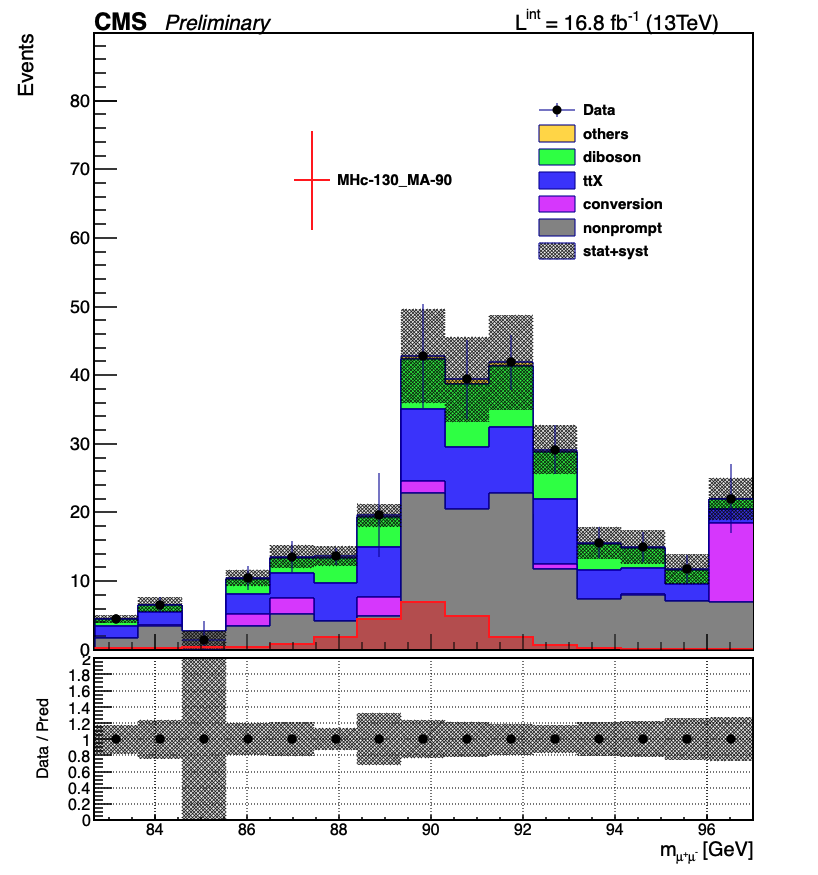 CMS Preliminary
L^int = 16.8 fb^-1 (13TeV)
Events
80
70
60
50
40
30
20
10
0
MHc-130_MA-90
Data
others
diboson
ttX
conversion
nonprompt
stat+syst
Data / Pred
2
1.8
1.6
1.4
1.2
1
0.8
0.6
0.4
0.2
0
84 86 88 90 92 94 96
m_μ+μ- [GeV]